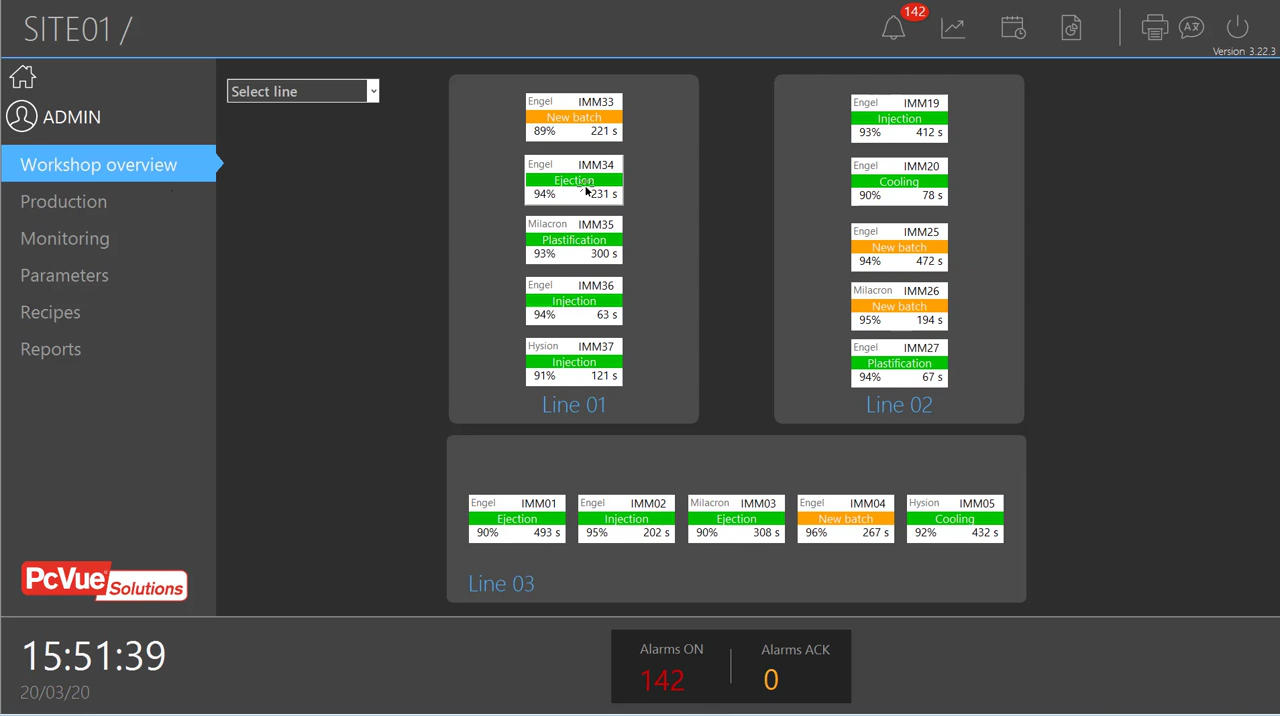 SITE01 /
142
Version 3.22.3
ADMIN
Workshop overview
Production
Monitoring
Parameters
Recipes
Reports
PcVue Solutions
Select line
Engel IMM33
New batch
89% 221 s
Engel IMM34
Ejection
94% 231 s
Milacron IMM35
Plastification
93% 300 s
Engel IMM36
Injection
94% 63 s
Hysion IMM37
Injection
91% 121 s
Line 01
Engel IMM19
Injection
93% 412 s
Engel IMM20
Cooling
90% 78 s
Engel IMM25
New batch
94% 472 s
Milacron IMM26
New batch
95% 194 s
Engel IMM27
Plastification
94% 67 s
Line 02
Engel IMM01
Ejection
90% 493 s
Engel IMM02
Injection
95% 202 s
Milacron IMM03
Ejection
90% 308 s
Engel IMM04
New batch
96% 267 s
Hysion IMM05
Cooling
92% 432 s
Line 03
15:51:39
20/03/20
Alarms ON
142
Alarms ACK
0